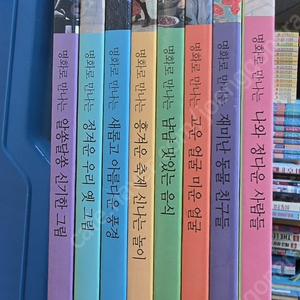 명화로 만나는 알쏭달쏭 신기한 그림
명화로 만나는 정겨운 우리 옛 그림
명화로 만나는 새롭고 아름다운 풍경
명화로 만나는 흥겨운 축제 신나는 놀이
명화로 만나는 냠냠 맛있는 음식
명화로 만나는 고운 얼굴 미운 얼굴
명화로 만나는 재미난 동물 친구들
명화로 만나는 나와 정다운 사람들